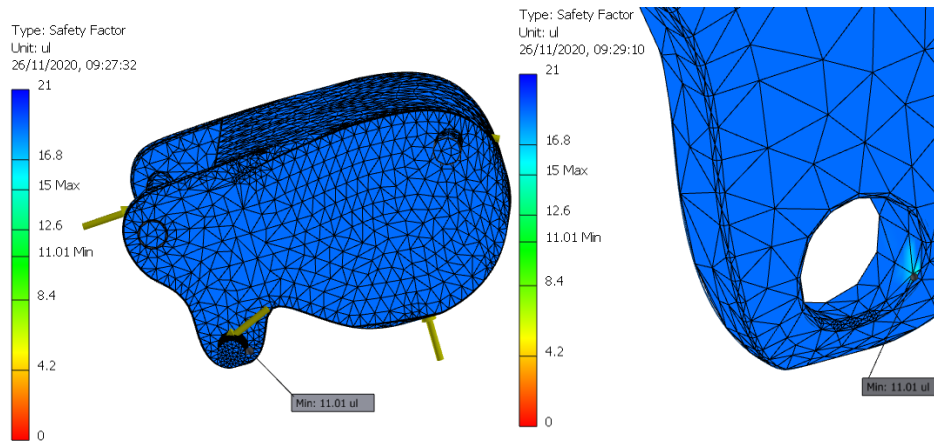 Type: Safety Factor
Unit: ul
26/11/2020, 09:27:32
21
16.8
15 Max
12.6
11.01 Min
8.4
4.2
0
Min: 11.01 ul
Type: Safety Factor
Unit: ul
26/11/2020, 09:29:10
21
16.8
15 Max
12.6
11.01 Min
8.4
4.2
0
Min: 11.01 ul